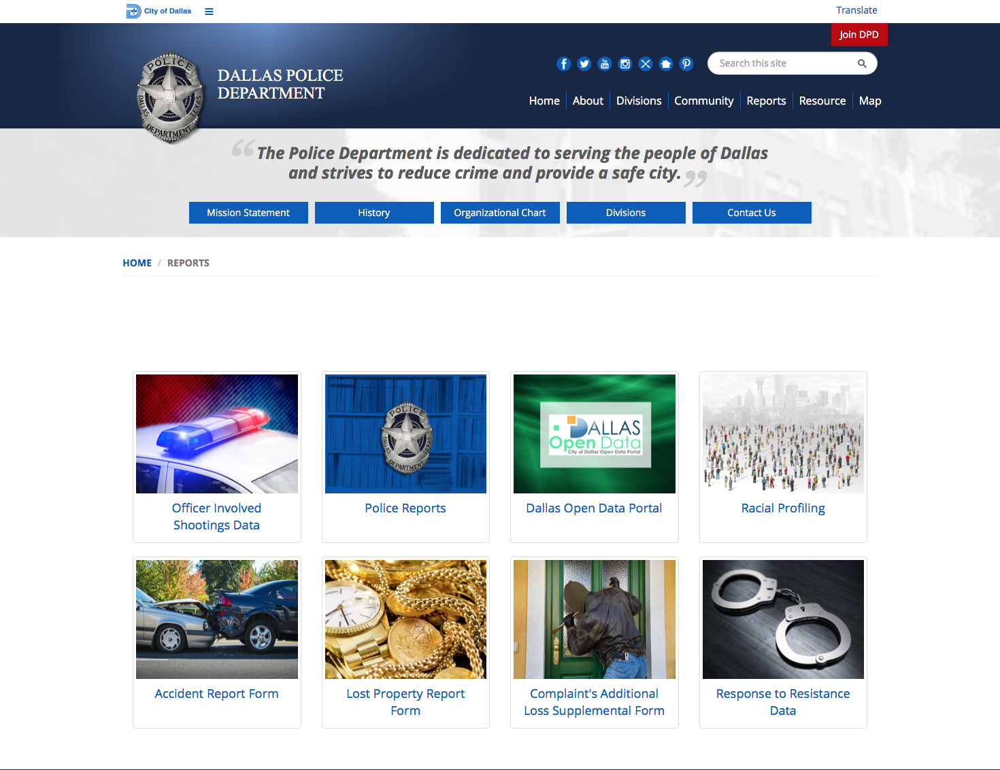 City of Dallas
Translate
Join DPD
POLICE
DALLAS
TEXAS
DEPARTMENT
DALLAS POLICE
DEPARTMENT
Search this site
Home
About
Divisions
Community
Reports
Resource
Map
“The Police Department is dedicated to serving the people of Dallas
and strives to reduce crime and provide a safe city.”
Mission Statement
History
Organizational Chart
Divisions
Contact Us
HOME / REPORTS
POLICE
DALLAS
TEXAS
DEPARTMENT
DALLAS
Open Data
City of Dallas Open Data Portal
Officer Involved
Shootings Data
Police Reports
Dallas Open Data Portal
Racial Profiling
Accident Report Form
Lost Property Report
Form
Complaint's Additional
Loss Supplemental Form
Response to Resistance
Data